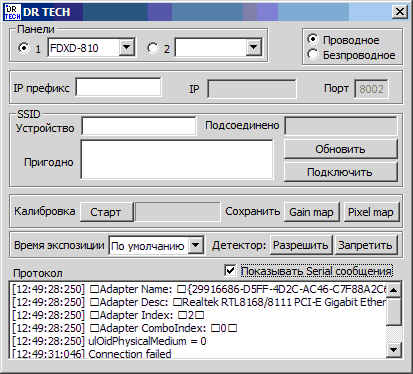 DR TECH DR TECH
Панели
1 FDXD-810 2
Проводное
Беспроводное
IP префикс IP Порт 8002
SSID
Устройство Подсоединено
Пригодно Обновить
Подключить
Калибровка Старт Сохранить Gain map Pixel map
Время экспозиции По умолчанию Детектор: Разрешить Запретить
Протокол Показывать Serial сообщения
[12:49:28:250] □Adapter Name: □{29916686-D5FF-4D2C-AC46-C7F88A2C6
[12:49:28:250] □Adapter Desc: □Realtek RTL8168/8111 PCI-E Gigabit Ether
[12:49:28:250] □Adapter Index: □2□
[12:49:28:250] □Adapter ComboIndex: □0□
[12:49:28:250] ulOidPhysicalMedium = 0
[12:49:31:046] Connection failed